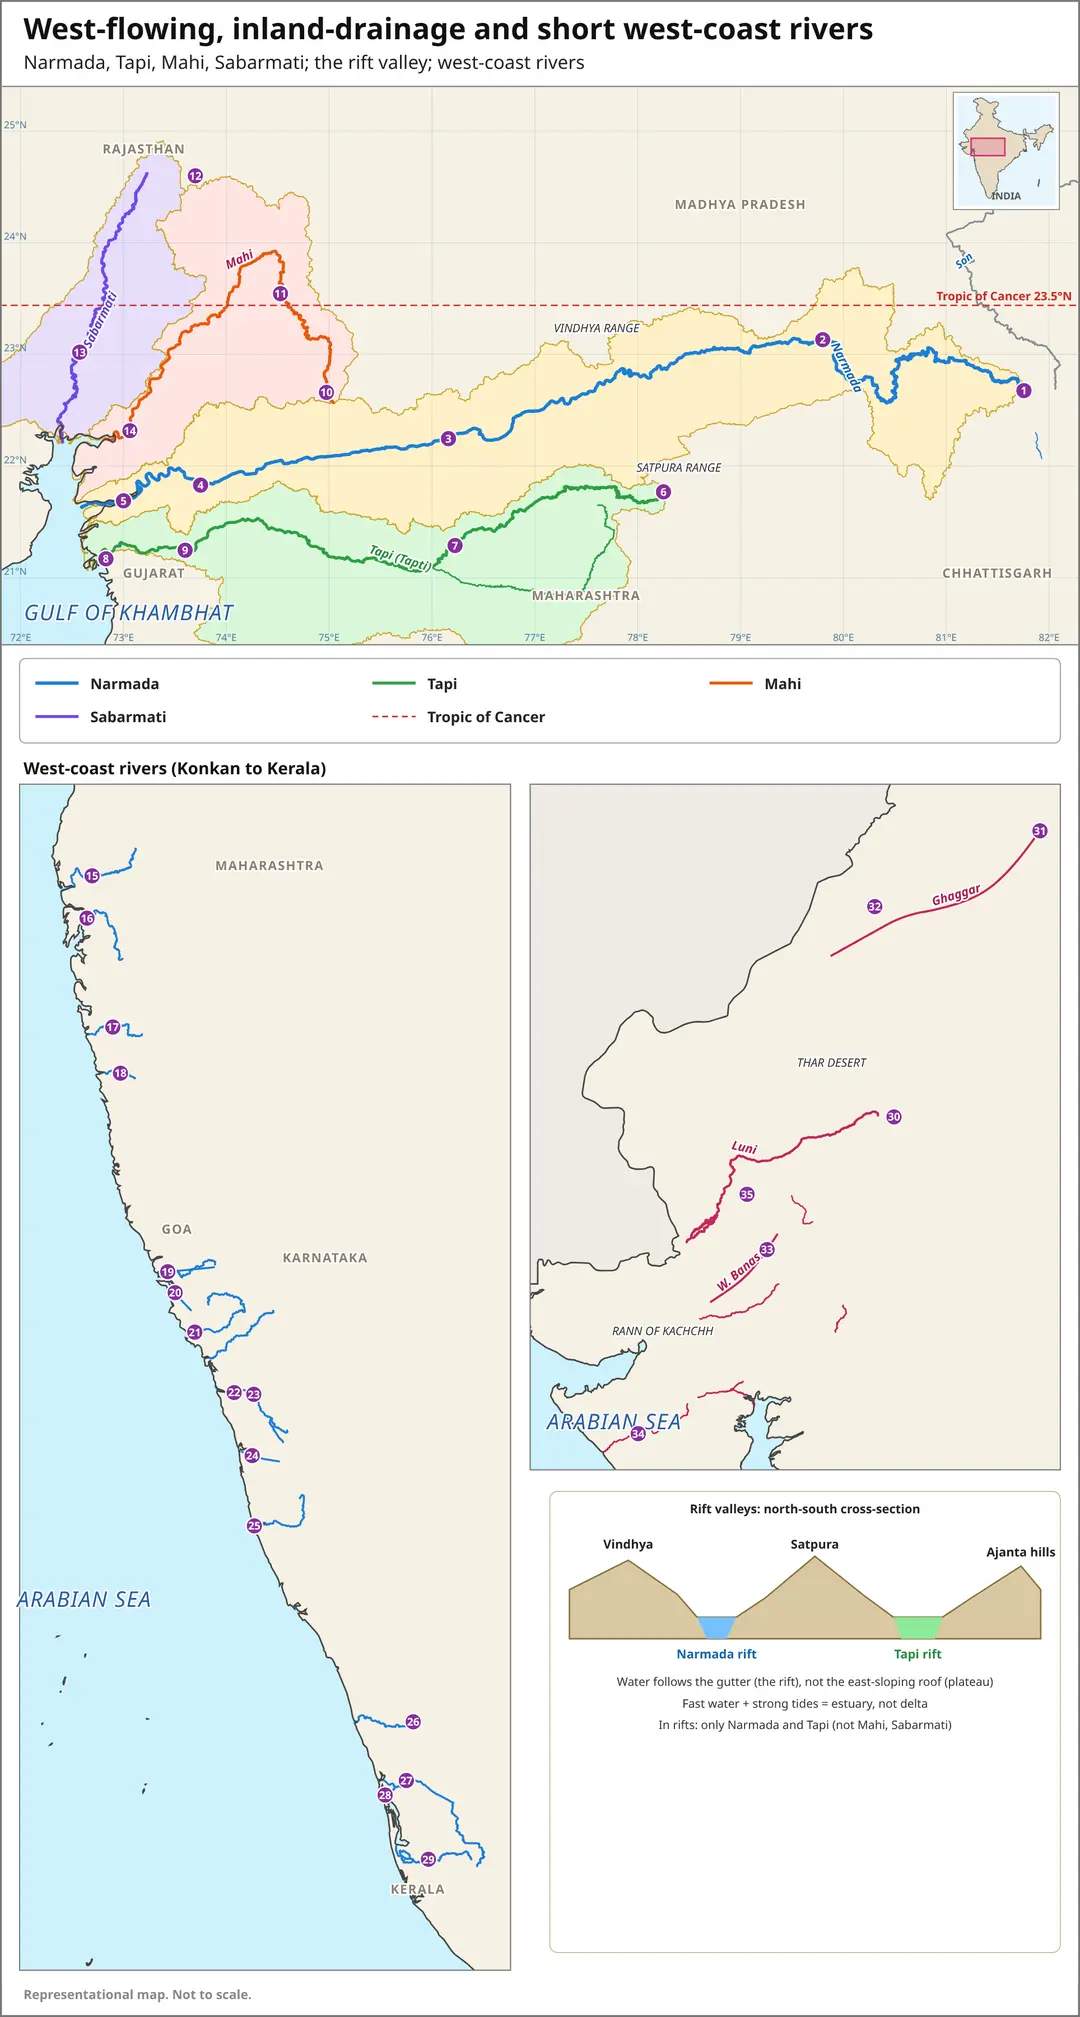 West-flowing, inland-drainage and short west-coast rivers
Narmada, Tapi, Mahi, Sabarmati; the rift valley; west-coast rivers
25°N
RAJASTHAN
12
MADHYA PRADESH
INDIA
24°N
Mahi
Son
11
Tropic of Cancer 23.5°N
Sabarmati
VINDHYA RANGE
2
23°N
13
Narmada
10
1
14
3
22°N
SATPURA RANGE
4
6
5
7
9
8
Tapi (Tapti)
21°N
GUJARAT
CHHATTISGARH
MAHARASHTRA
GULF OF KHAMBHAT
72°E
73°E
74°E
75°E
76°E
77°E
78°E
79°E
80°E
81°E
82°E
Narmada
Tapi
Mahi
Sabarmati
Tropic of Cancer
West-coast rivers (Konkan to Kerala)
MAHARASHTRA
15
16
17
18
GOA
KARNATAKA
19
20
21
22
23
24
25
ARABIAN SEA
26
27
28
29
KERALA
31
32
Ghaggar
THAR DESERT
30
Luni
35
33
W. Banas
RANN OF KACHCHH
ARABIAN SEA
34
Rift valleys: north-south cross-section
Vindhya
Satpura
Ajanta hills
Narmada rift
Tapi rift
Water follows the gutter (the rift), not the east-sloping roof (plateau)
Fast water + strong tides = estuary, not delta
In rifts: only Narmada and Tapi (not Mahi, Sabarmati)
Representational map. Not to scale.